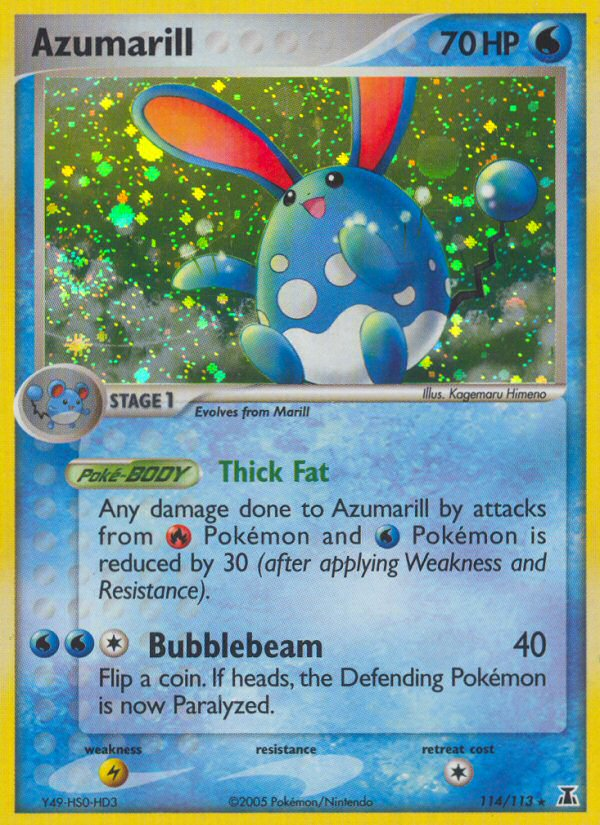 Azumarill 70 HP
Illus. Kagemaru Himeno
STAGE 1
Evolves from Marill
Poké-BODY Thick Fat
Any damage done to Azumarill by attacks
from Pokémon and Pokémon is
reduced by 30 (after applying Weakness and
Resistance).
Bubblebeam 40
Flip a coin. If heads, the Defending Pokémon
is now Paralyzed.
weakness resistance retreat cost
Y49-HS0-HD3 ©2005 Pokémon/Nintendo 114/113 ★